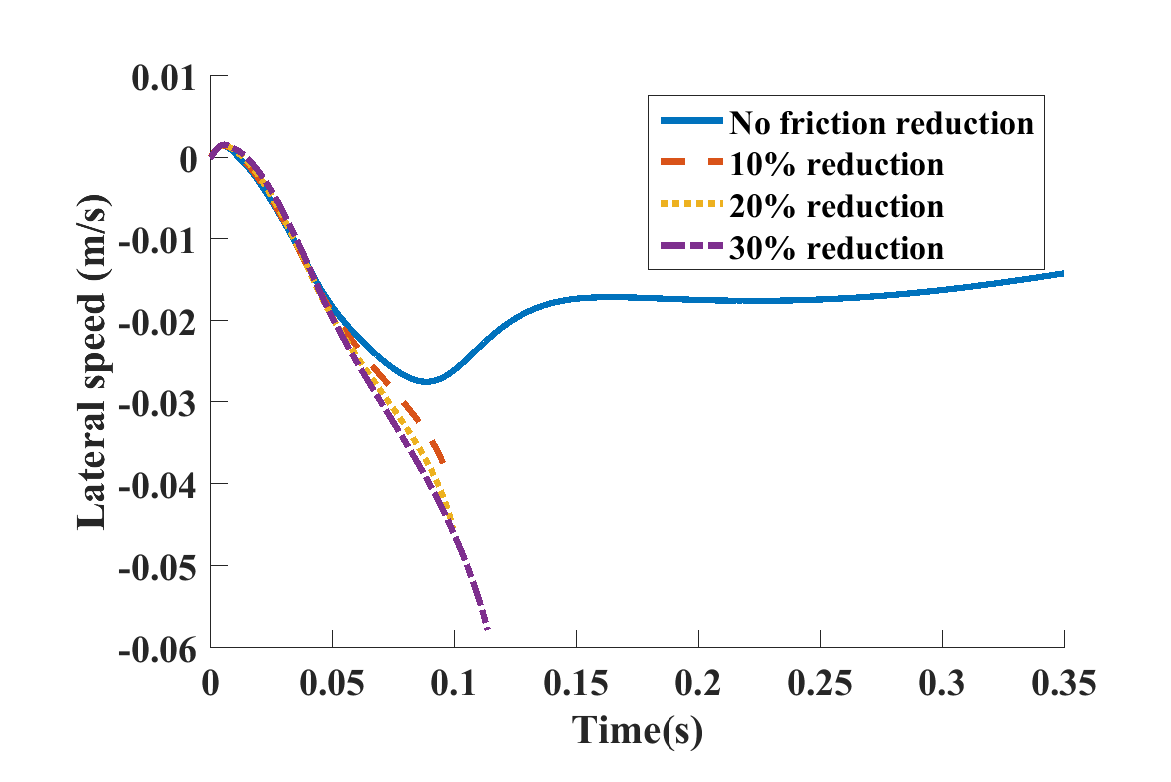 0.01
0
-0.01
-0.02
-0.03
-0.04
-0.05
-0.06
Lateral speed (m/s)
No friction reduction
10% reduction
20% reduction
30% reduction
0 0.05 0.1 0.15 0.2 0.25 0.3 0.35
Time(s)